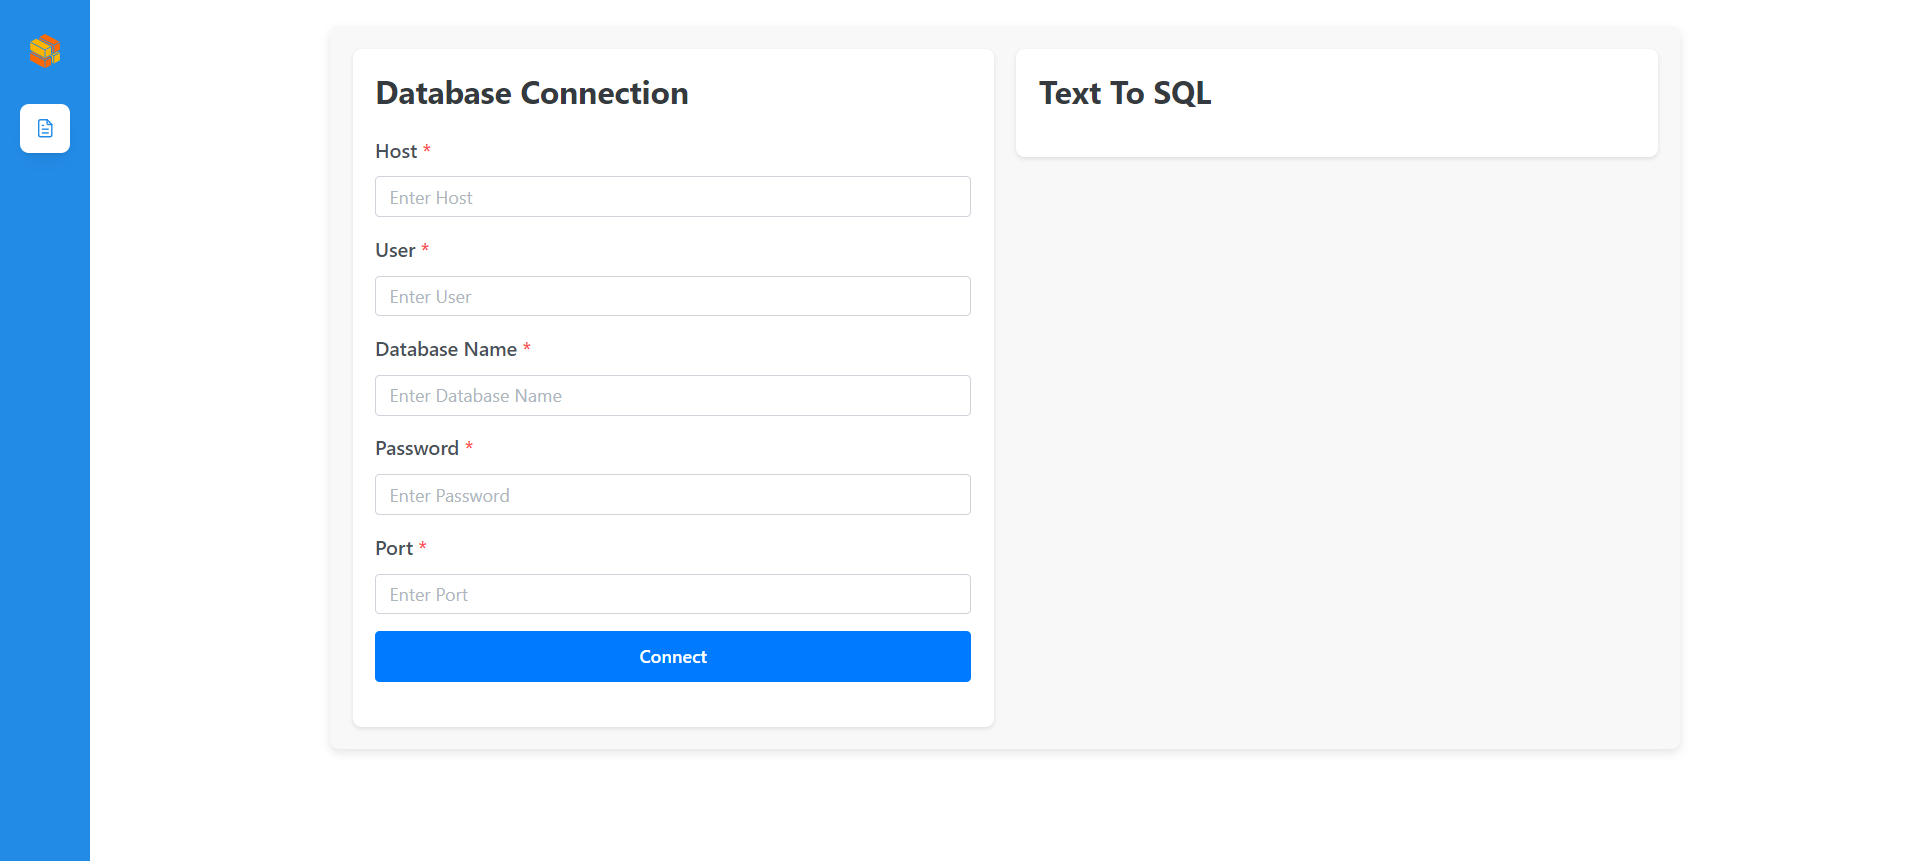 Database Connection
Host *
Enter Host
User *
Enter User
Database Name *
Enter Database Name
Password *
Enter Password
Port *
Enter Port
Connect
Text To SQL